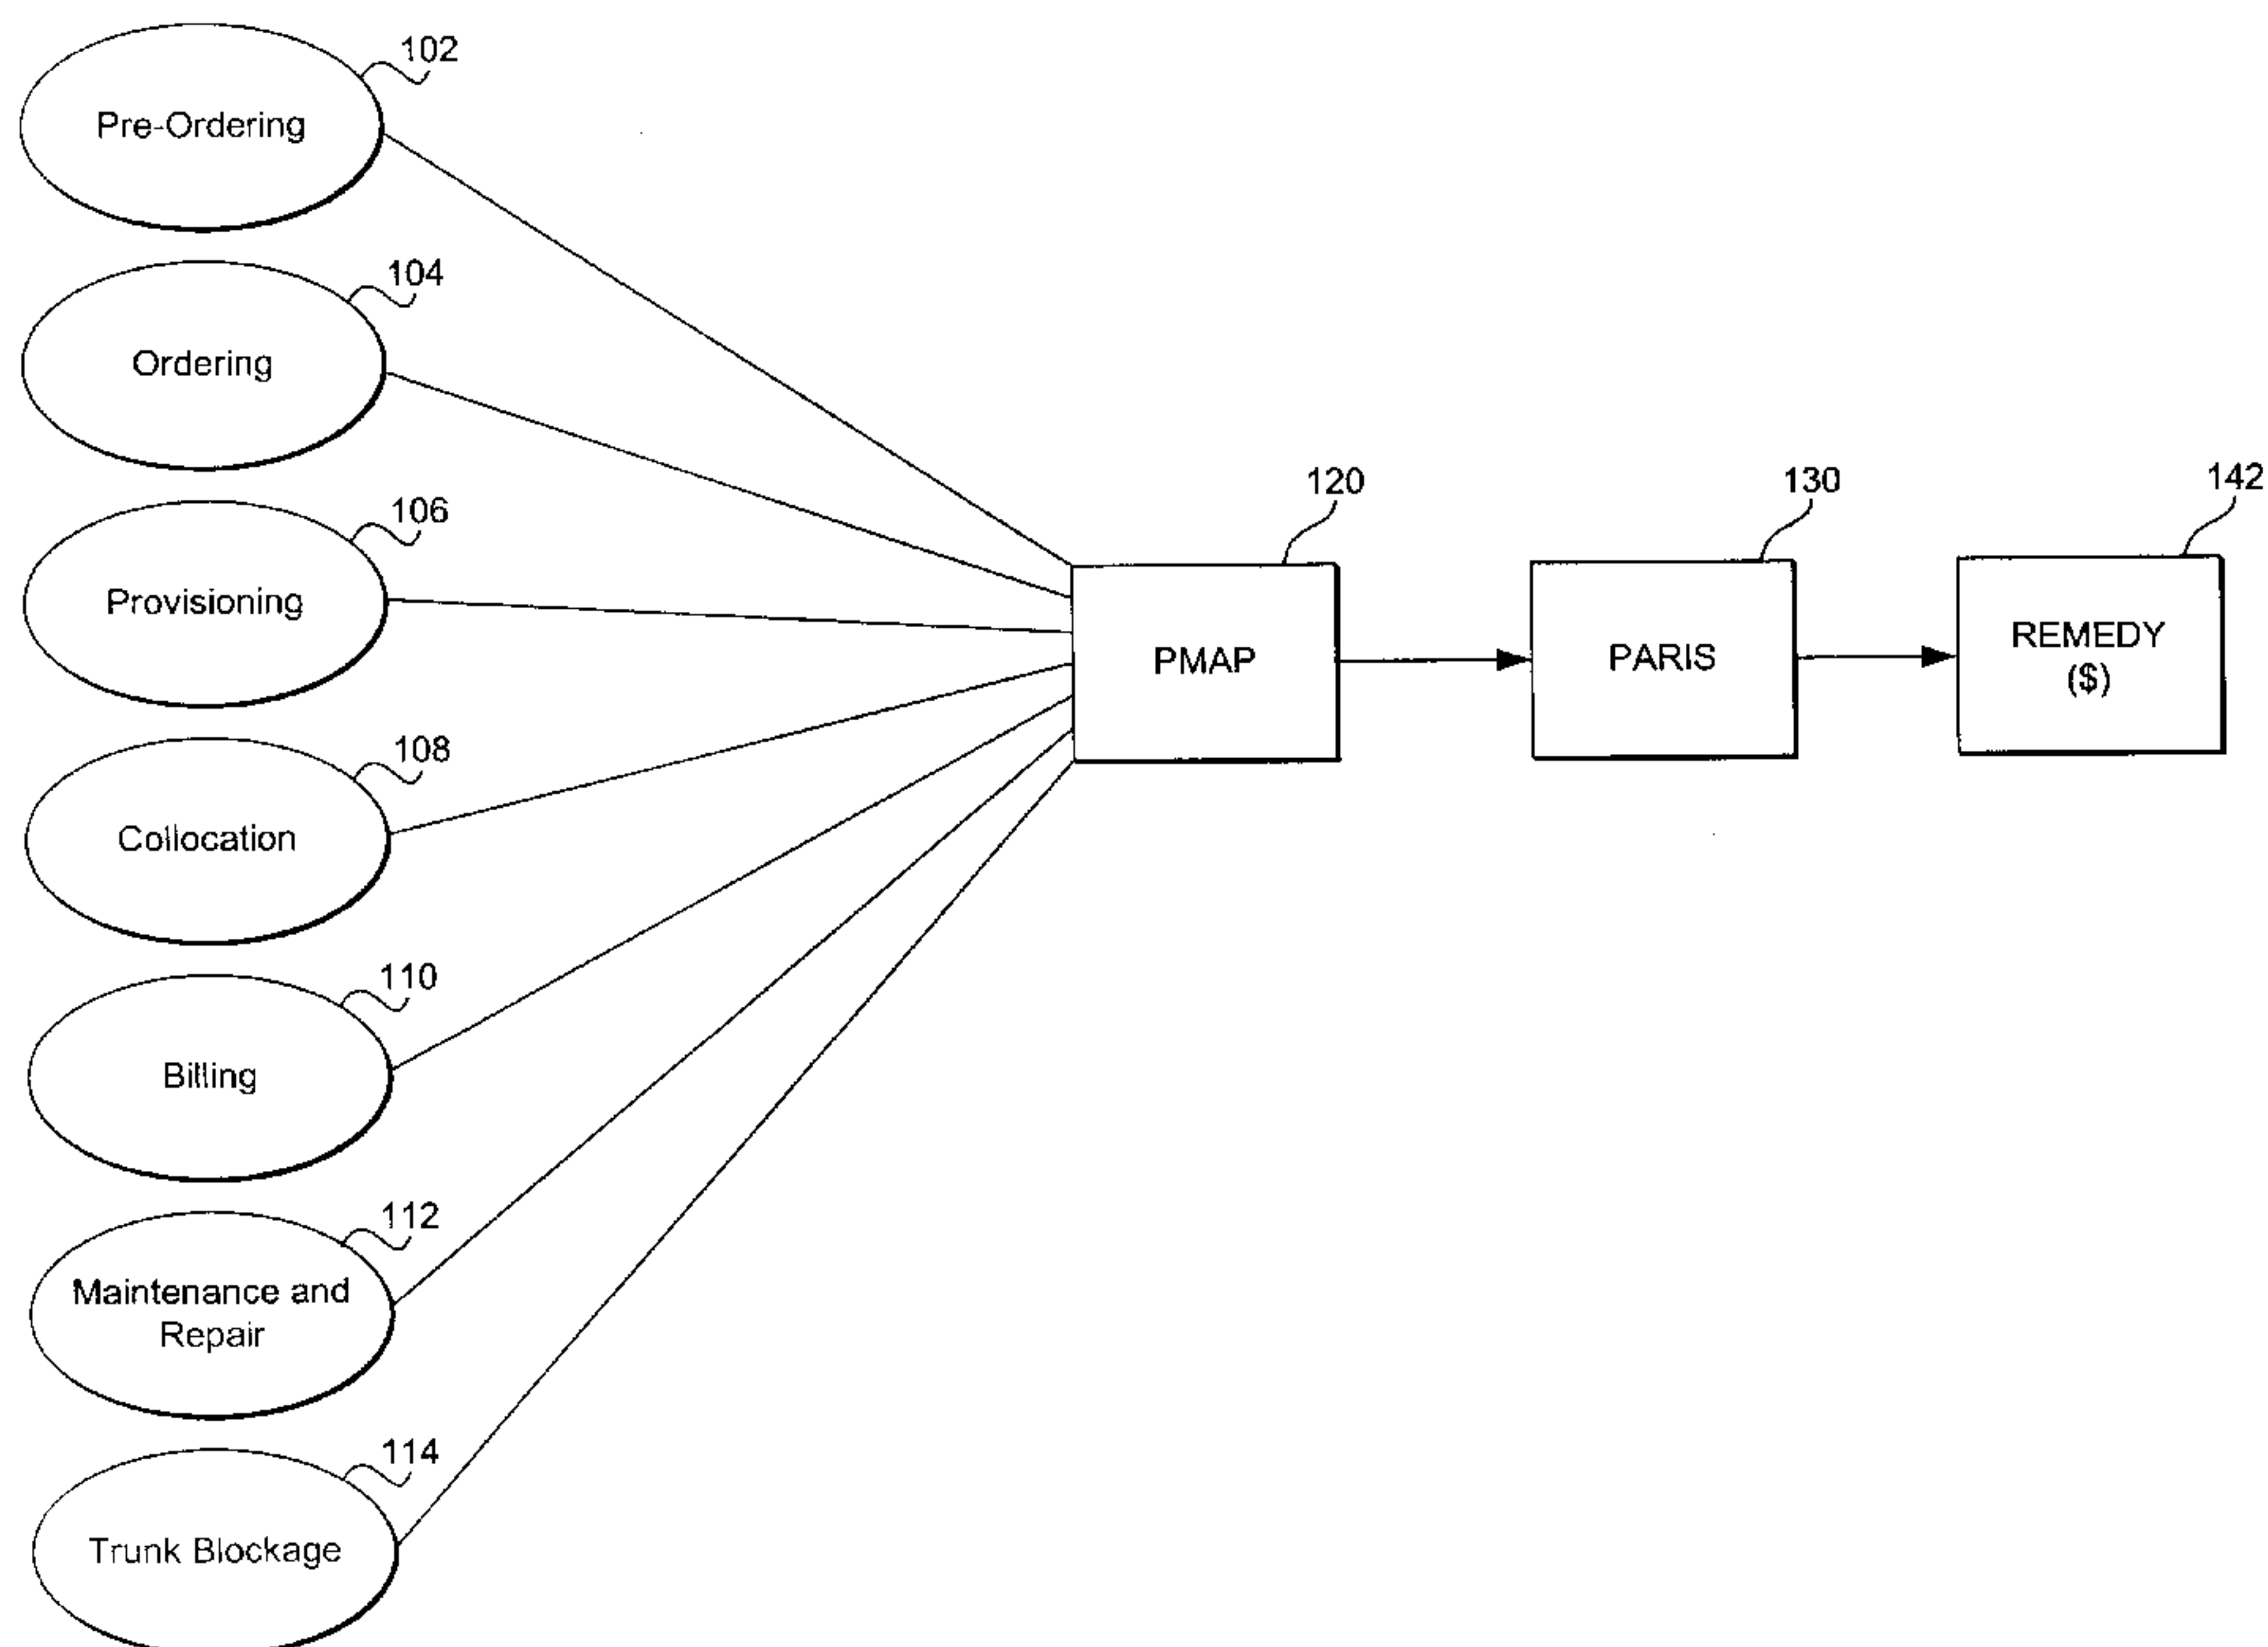 102
Pre-Ordering
104
Ordering
106
Provisioning
108
Collocation
110
Billing
112
Maintenance and
Repair
114
Trunk Blockage
120
PMAP
130
PARIS
142
REMEDY
($)